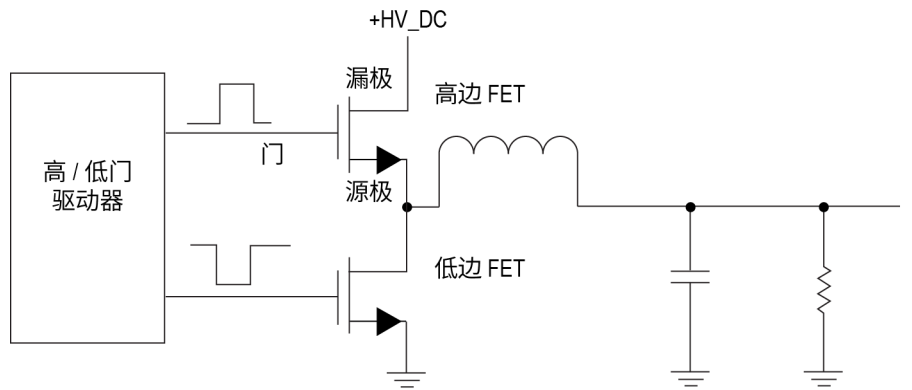 +HV_DC
漏极
高边 FET
门
高 / 低门
驱动器
源极
低边 FET